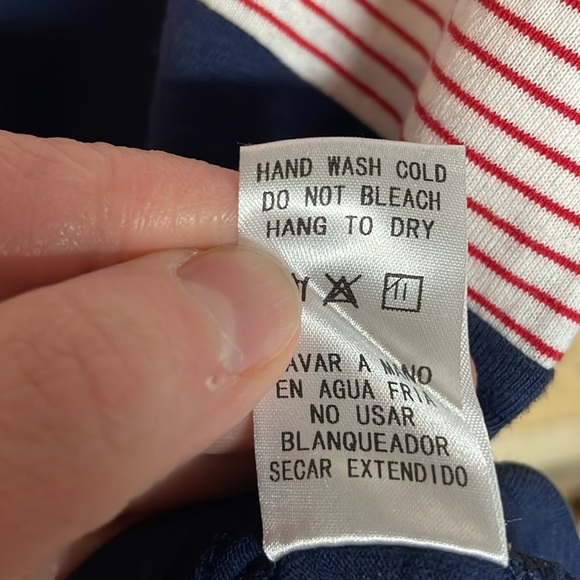 HAND WASH COLD
DO NOT BLEACH
HANG TO DRY
AVAR A MANO
EN AGUA FRIA
NO USAR
BLANQUEADOR
SECAR EXTENDIDO